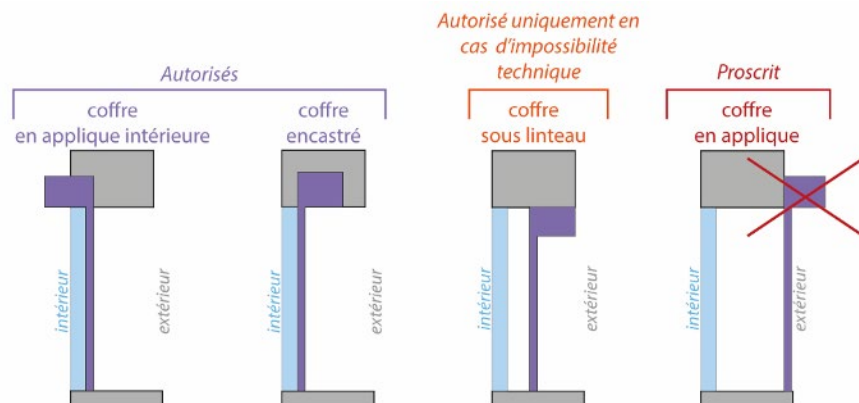 Autorisés
coffre
en applique intérieure
coffre
encastré
Autorisé uniquement en
cas d'impossibilité
technique
coffre
sous linteau
Proscrit
coffre
en applique
intérieur
extérieur
intérieur
extérieur
intérieur
extérieur
intérieur
extérieur